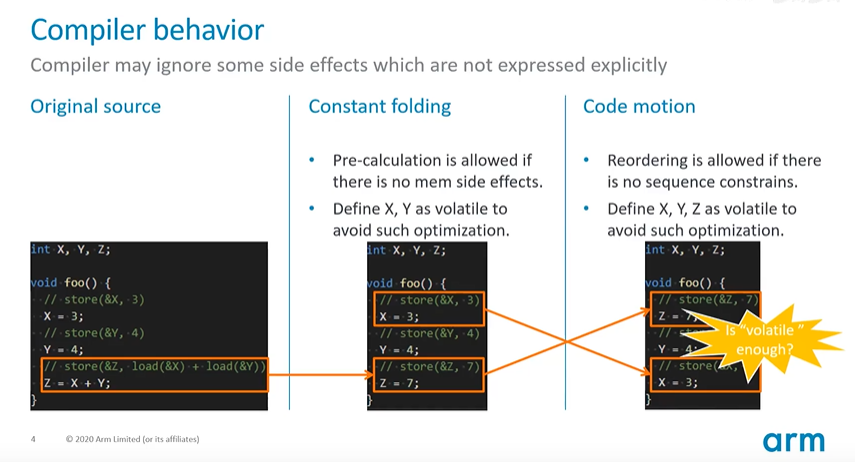 Compiler behavior
Compiler may ignore some side effects which are not expressed explicitly
Original source
int X, Y, Z;
void foo() {
// store(&X, 3)
X = 3;
// store(&Y, 4)
Y = 4;
// store(&Z, load(&X) + load(&Y))
Z = X + Y;
}
Constant folding
• Pre-calculation is allowed if
there is no mem side effects.
• Define X, Y as volatile to
avoid such optimization.
int X, Y, Z;
void foo() {
// store(&X, 3)
X = 3;
// store(&Y, 4)
Y = 4;
// store(&Z, 7)
Z = 7;
}
Code motion
• Reordering is allowed if there
is no sequence constrains.
• Define X, Y, Z as volatile to
avoid such optimization.
int X, Y, Z;
void foo() {
// store(&Z, 7)
Z = 7;
//
Y = 4;
// store(
X = 3;
}
Is "volatile "
enough?
4
© 2020 Arm Limited (or its affiliates)
arm